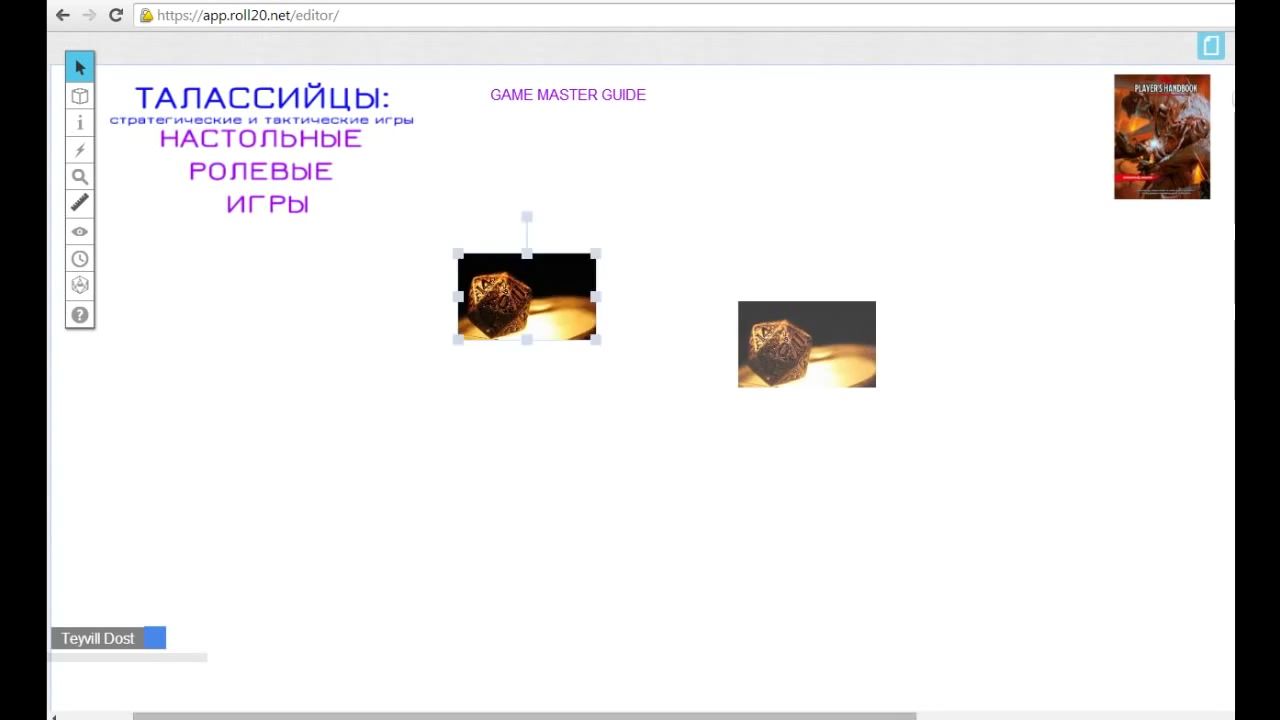 https://app.roll20.net/editor/
ТАЛАССИЙЦЫ:
стратегические и тактические игры
НАСТОЛЬНЫЕ
РОЛЕВЫЕ
ИГРЫ
GAME MASTER GUIDE
PLAYER'S HANDBOOK
Teyvill Dost